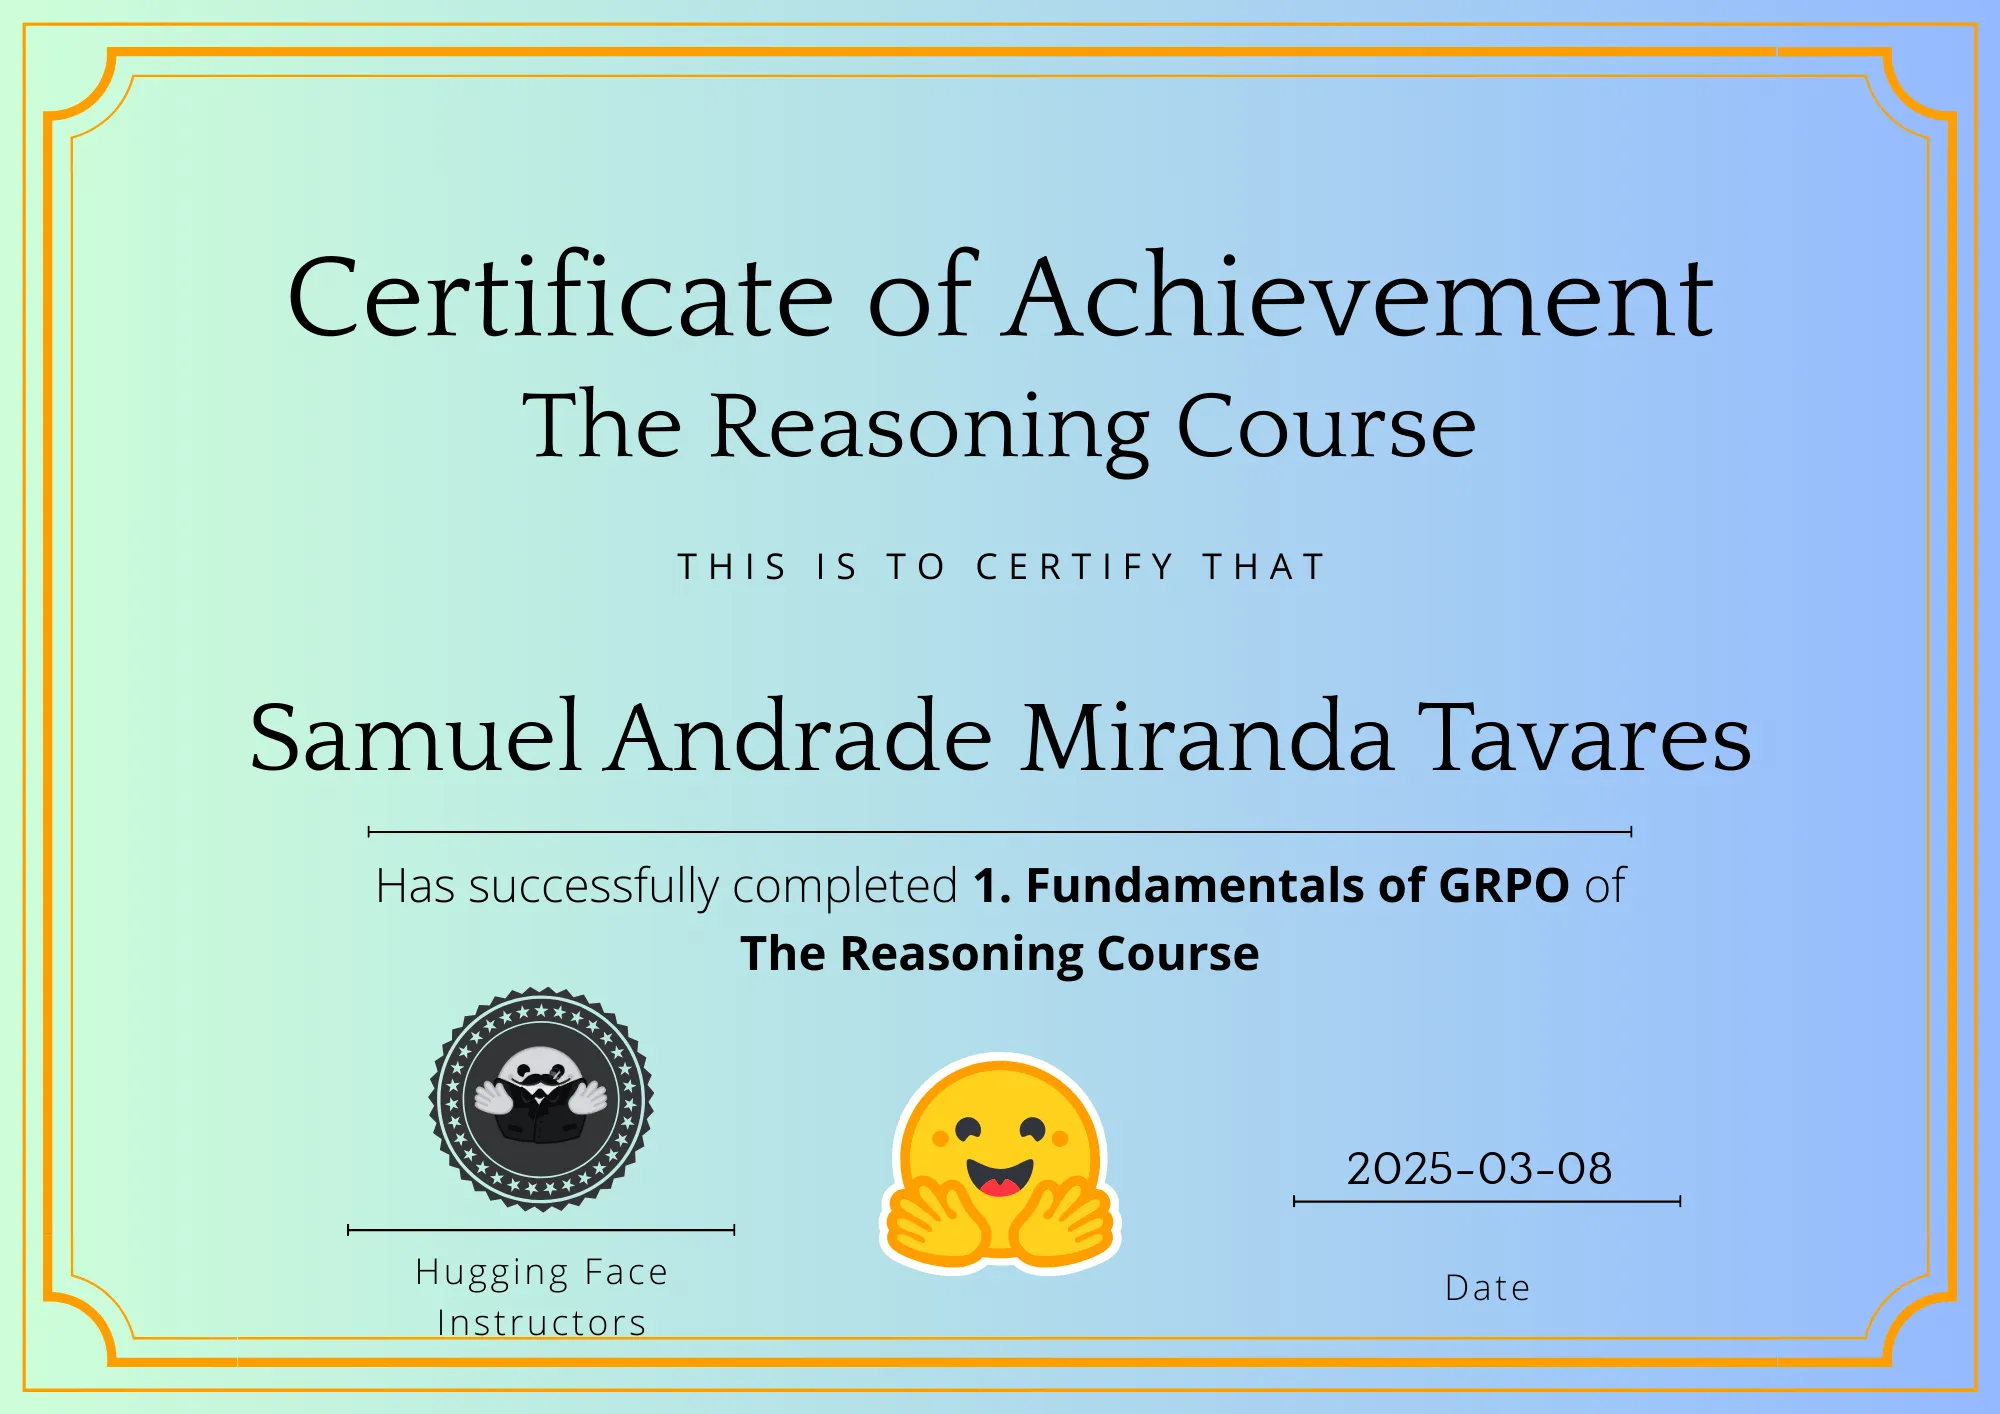 Certificate of Achievement
The Reasoning Course
THIS IS TO CERTIFY THAT
Samuel Andrade Miranda Tavares
Has successfully completed 1. Fundamentals of GRPO of
The Reasoning Course
2025-03-08
Hugging Face
Instructors
Date